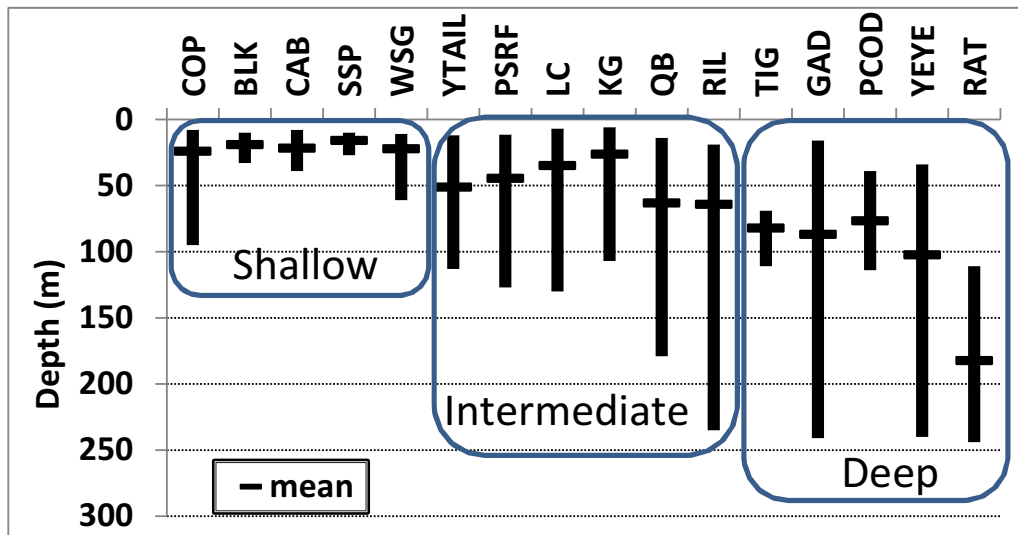 COP BLK CAB SSP WSG YTAIL PSRF LC KG QB RIL TIG GAD PCOD YEYE RAT
Depth (m)
0
50
100
150
200
250
300
Shallow
Intermediate
Deep
mean